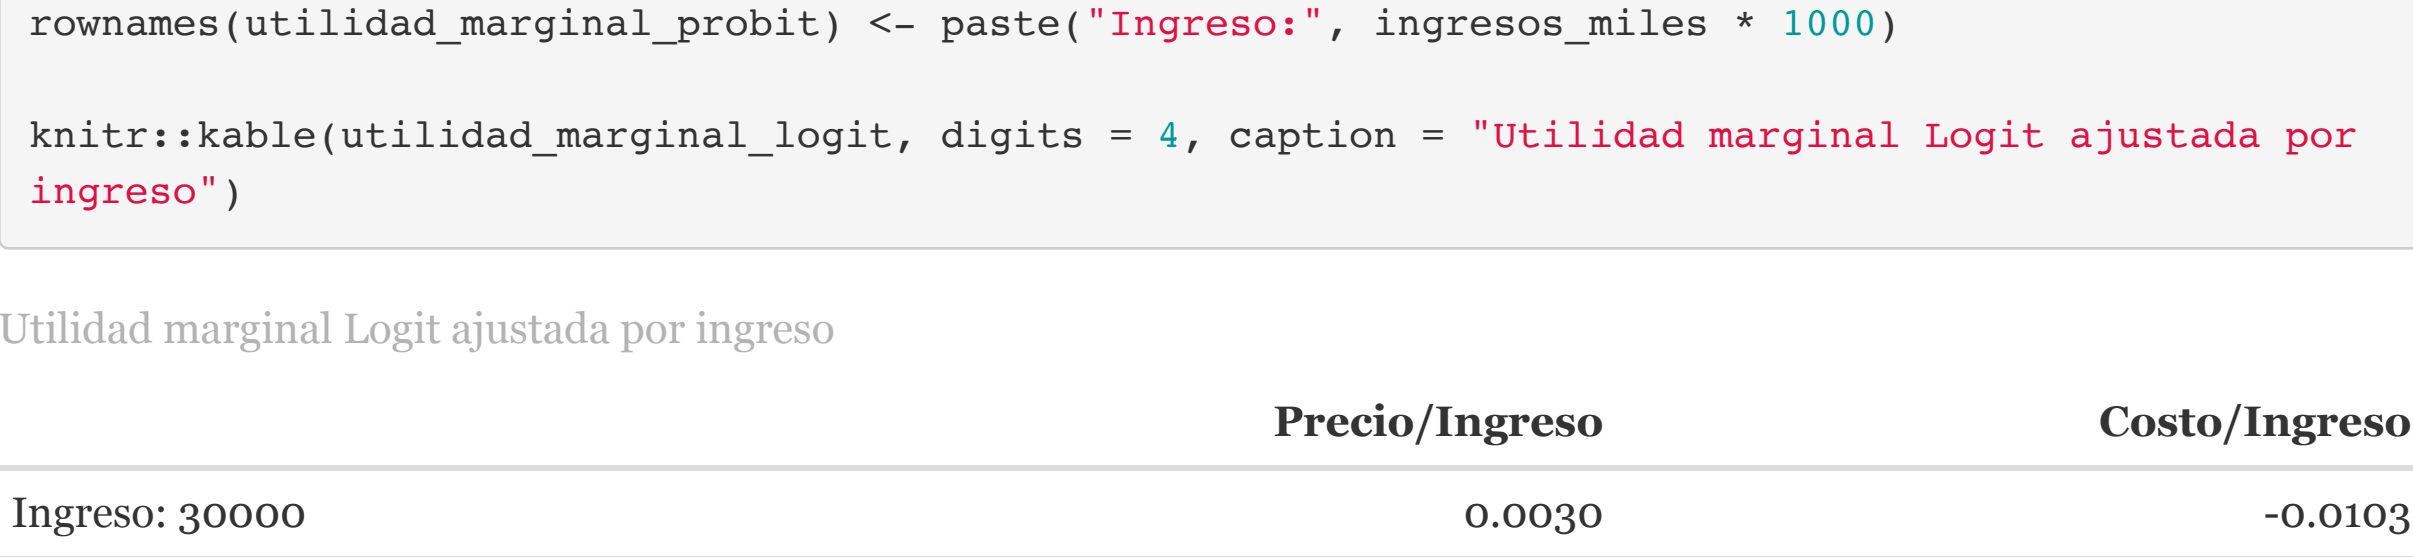 rownames(utilidad_marginal_probit) <- paste("Ingreso:", ingresos_miles * 1000)
knitr::kable(utilidad_marginal_logit, digits = 4, caption = "Utilidad marginal Logit ajustada por
ingreso")
Utilidad marginal Logit ajustada por ingreso
Precio/Ingreso Costo/Ingreso
Ingreso: 30000 0.0030 -0.0103